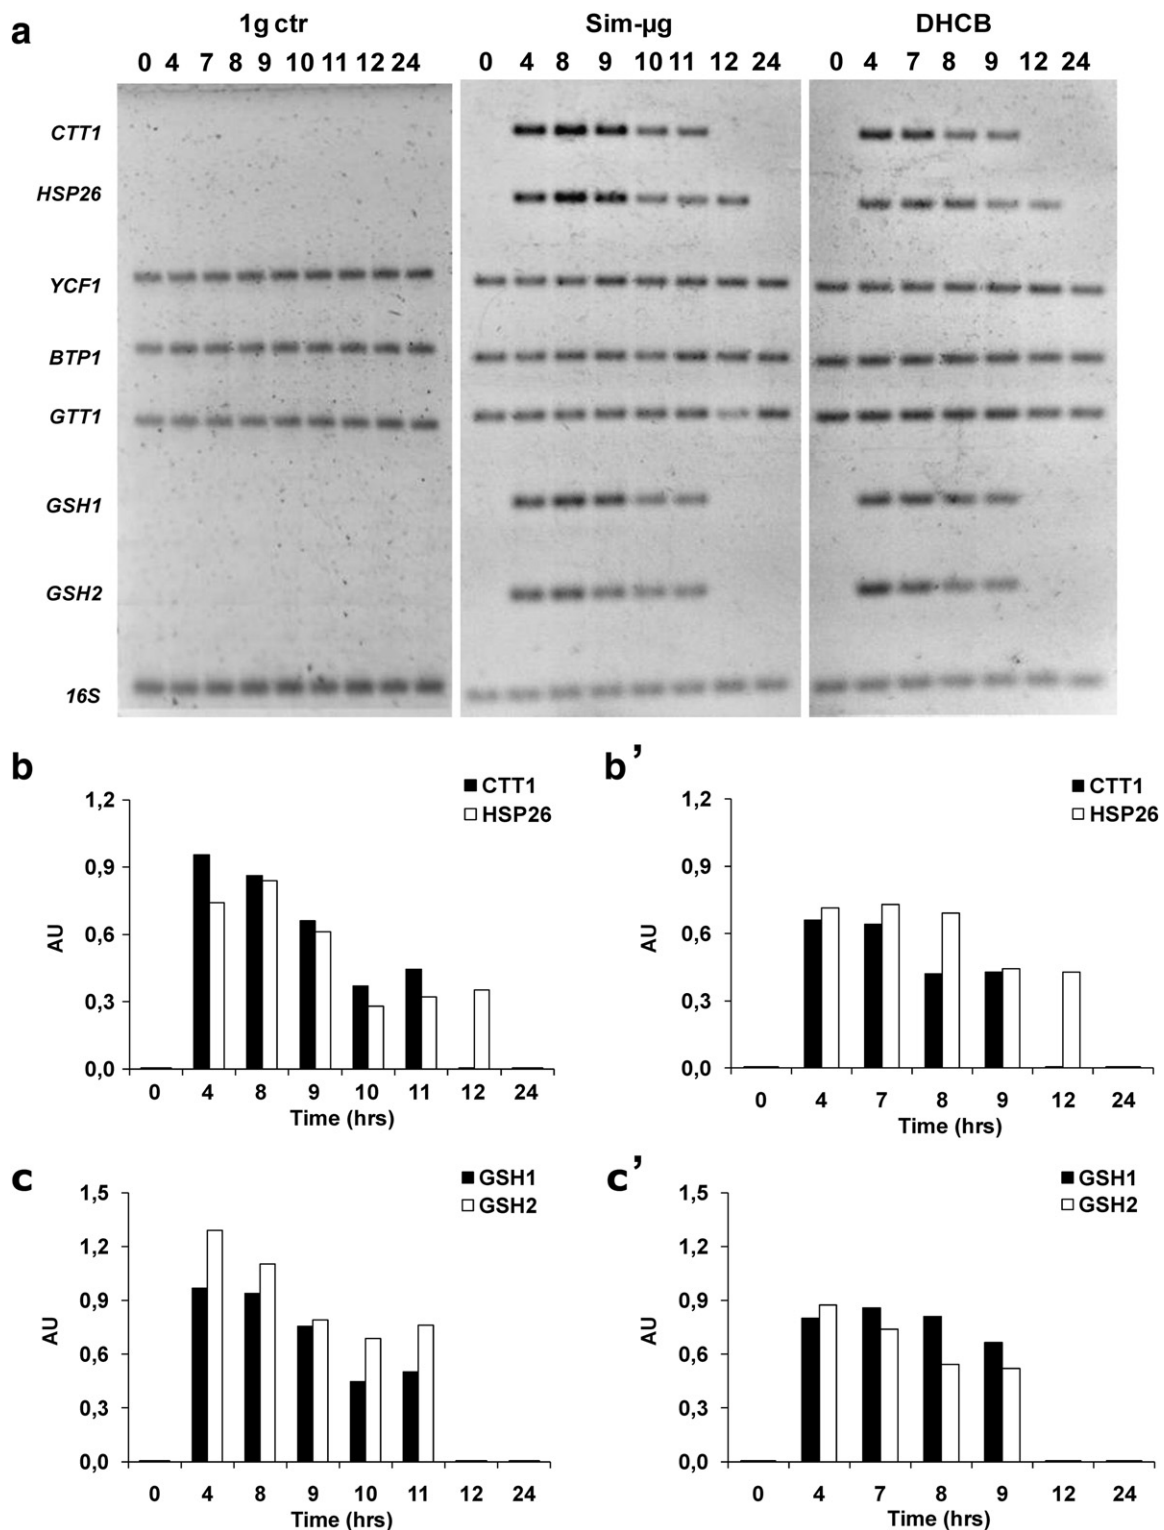 a
1g ctr Sim-µg DHCB
0 4 7 8 9 10 11 12 24 0 4 8 9 10 11 12 24 0 4 7 8 9 12 24
CTT1
HSP26
YCF1
BTP1
GTT1
GSH1
GSH2
16S
b
CTT1
HSP26
1,2
0,9
0,6
0,3
0,0
AU
0 4 8 9 10 11 12 24
Time (hrs)
b’
CTT1
HSP26
1,2
0,9
0,6
0,3
0,0
AU
0 4 7 8 9 12 24
Time (hrs)
c
GSH1
GSH2
1,5
1,2
0,9
0,6
0,3
0,0
AU
0 4 8 9 10 11 12 24
Time (hrs)
c’
GSH1
GSH2
1,5
1,2
0,9
0,6
0,3
0,0
AU
0 4 7 8 9 12 24
Time (hrs)